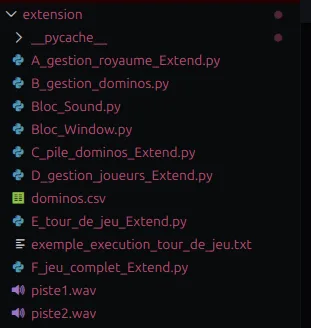 extension
__pycache__
A_gestion_royaume_Extend.py
B_gestion_dominos.py
Bloc_Sound.py
Bloc_Window.py
C_pile_dominos_Extend.py
D_gestion_joueurs_Extend.py
dominos.csv
E_tour_de_jeu_Extend.py
exemple_execution_tour_de_jeu.txt
F_jeu_complet_Extend.py
piste1.wav
piste2.wav